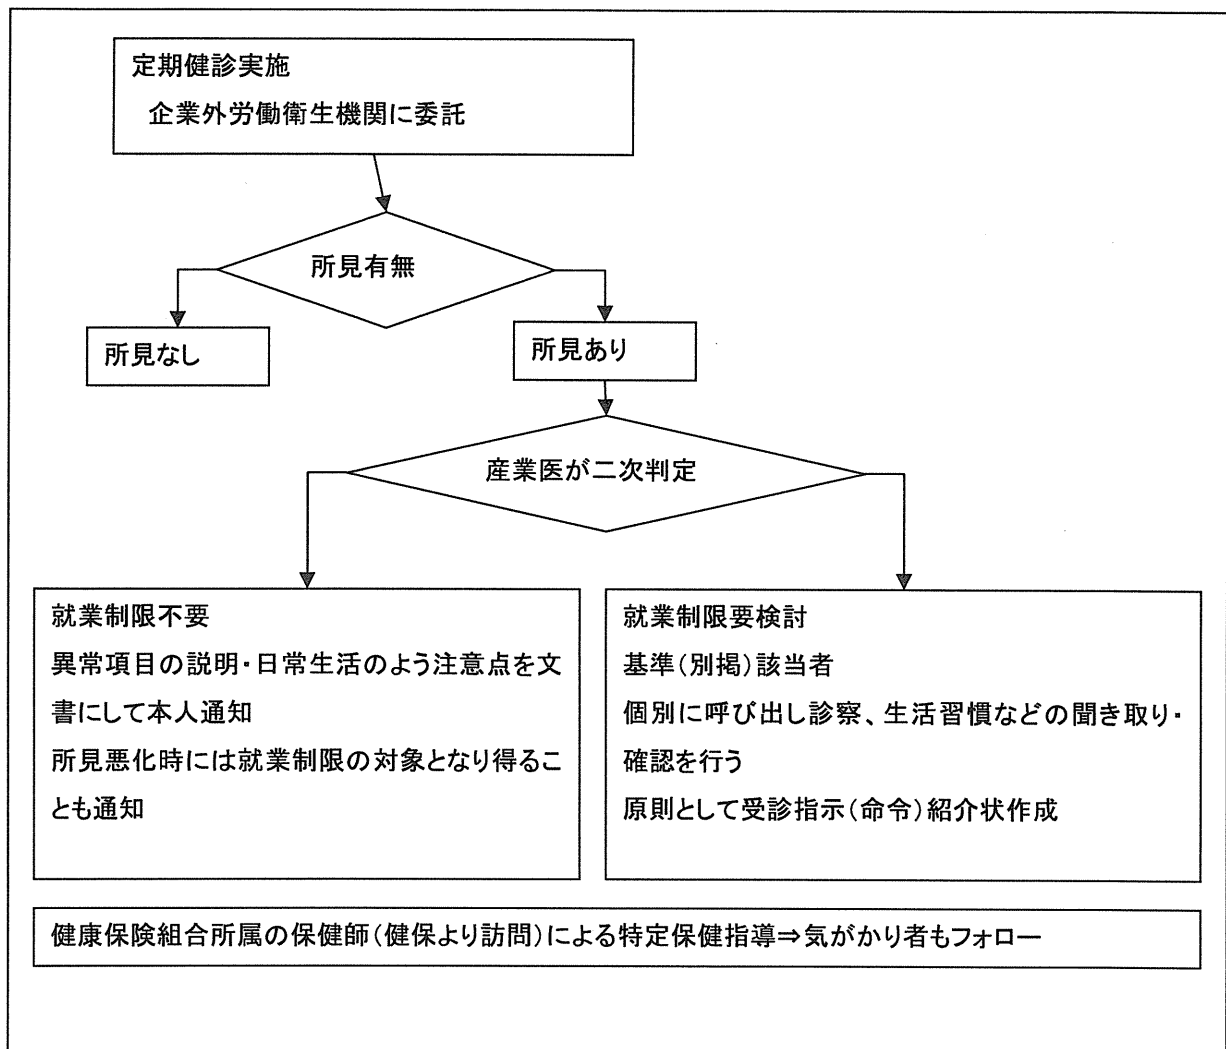 定期健診実施
企業外労働衛生機関に委託
所見有無
所見なし
所見あり
産業医が二次判定
就業制限不要
異常項目の説明・日常生活のよう注意点を文
書にして本人通知
所見悪化時には就業制限の対象となり得るこ
とも通知
就業制限要検討
基準(別掲)該当者
個別に呼び出し診察、生活習慣などの聞き取り・
確認を行う
原則として受診指示(命令)紹介状作成
健康保険組合所属の保健師(健保より訪問)による特定保健指導⇒気がかり者もフォロー